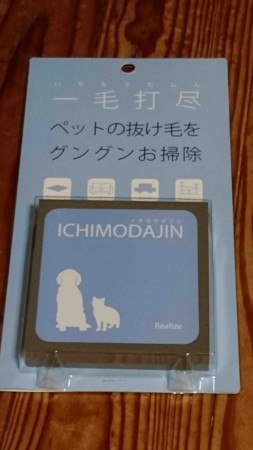 いちもうだじん
一毛打尽
ペットの抜け毛を
グングンお掃除
イチモウダジン
ICHIMODAJIN
Realize